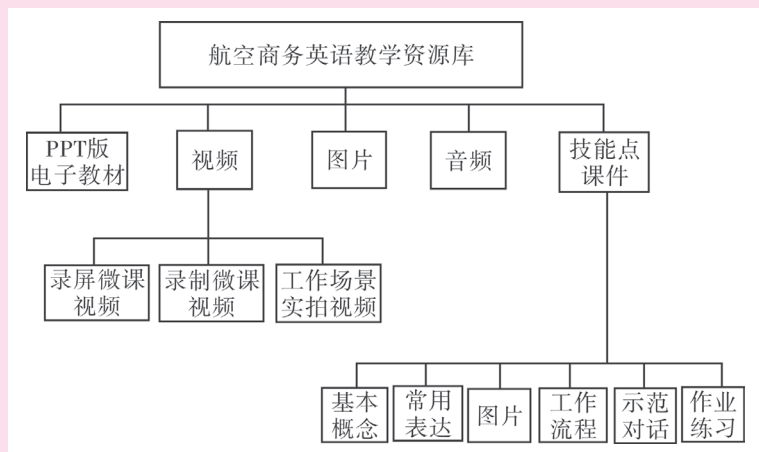 航空商务英语教学资源库
PPT版
电子教材
视频
图片
音频
技能点
课件
录屏微课
视频
录制微课
视频
工作场景
实拍视频
基本
概念
常用
表达
图片
工作
流程
示范
对话
作业
练习